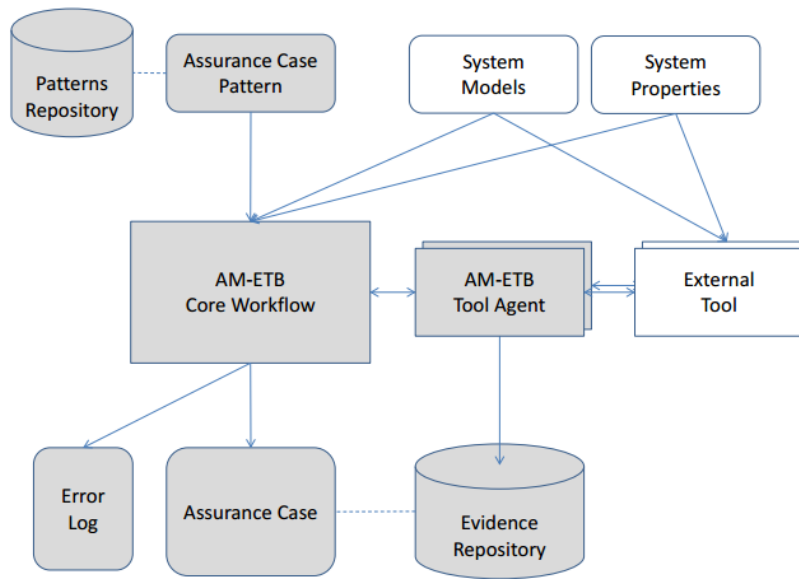 Patterns
Repository
Assurance Case
Pattern
System
Models
System
Properties
AM-ETB
Core Workflow
AM-ETB
Tool Agent
External
Tool
Error
Log
Assurance Case
Evidence
Repository